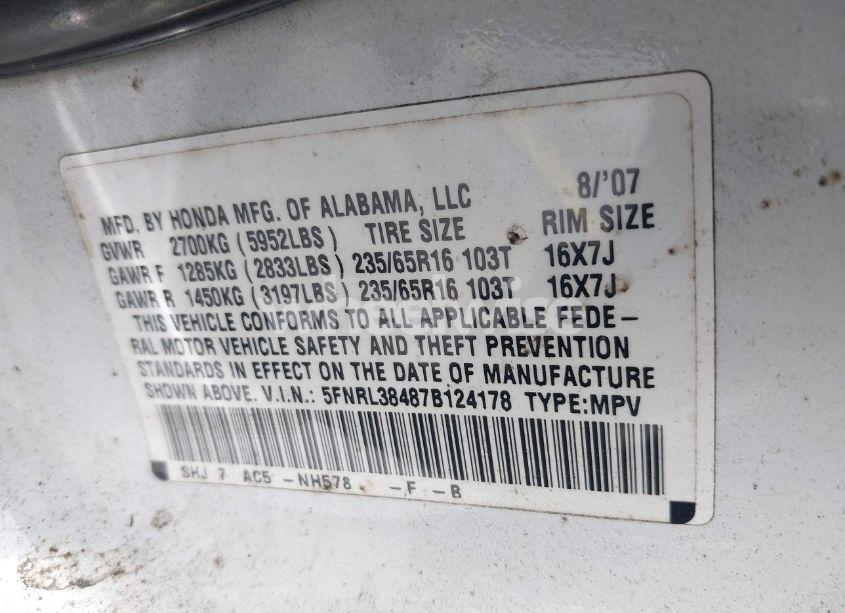 MFD. BY HONDA MFG. OF ALABAMA, LLC 8/'07
GVWR 2700KG (5952LBS) TIRE SIZE RIM SIZE
GAWR F 1285KG (2833LBS) 235/65R16 103T 16X7J
GAWR R 1450KG (3197LBS) 235/65R16 103T 16X7J
THIS VEHICLE CONFORMS TO ALL APPLICABLE FEDE-
RAL MOTOR VEHICLE SAFETY AND THEFT PREVENTION
STANDARDS IN EFFECT ON THE DATE OF MANUFACTURE
SHOWN ABOVE. V.I.N.: 5FNRL38487B124178 TYPE:MPV
SHJ 7 AC5 -NH578 -F -B